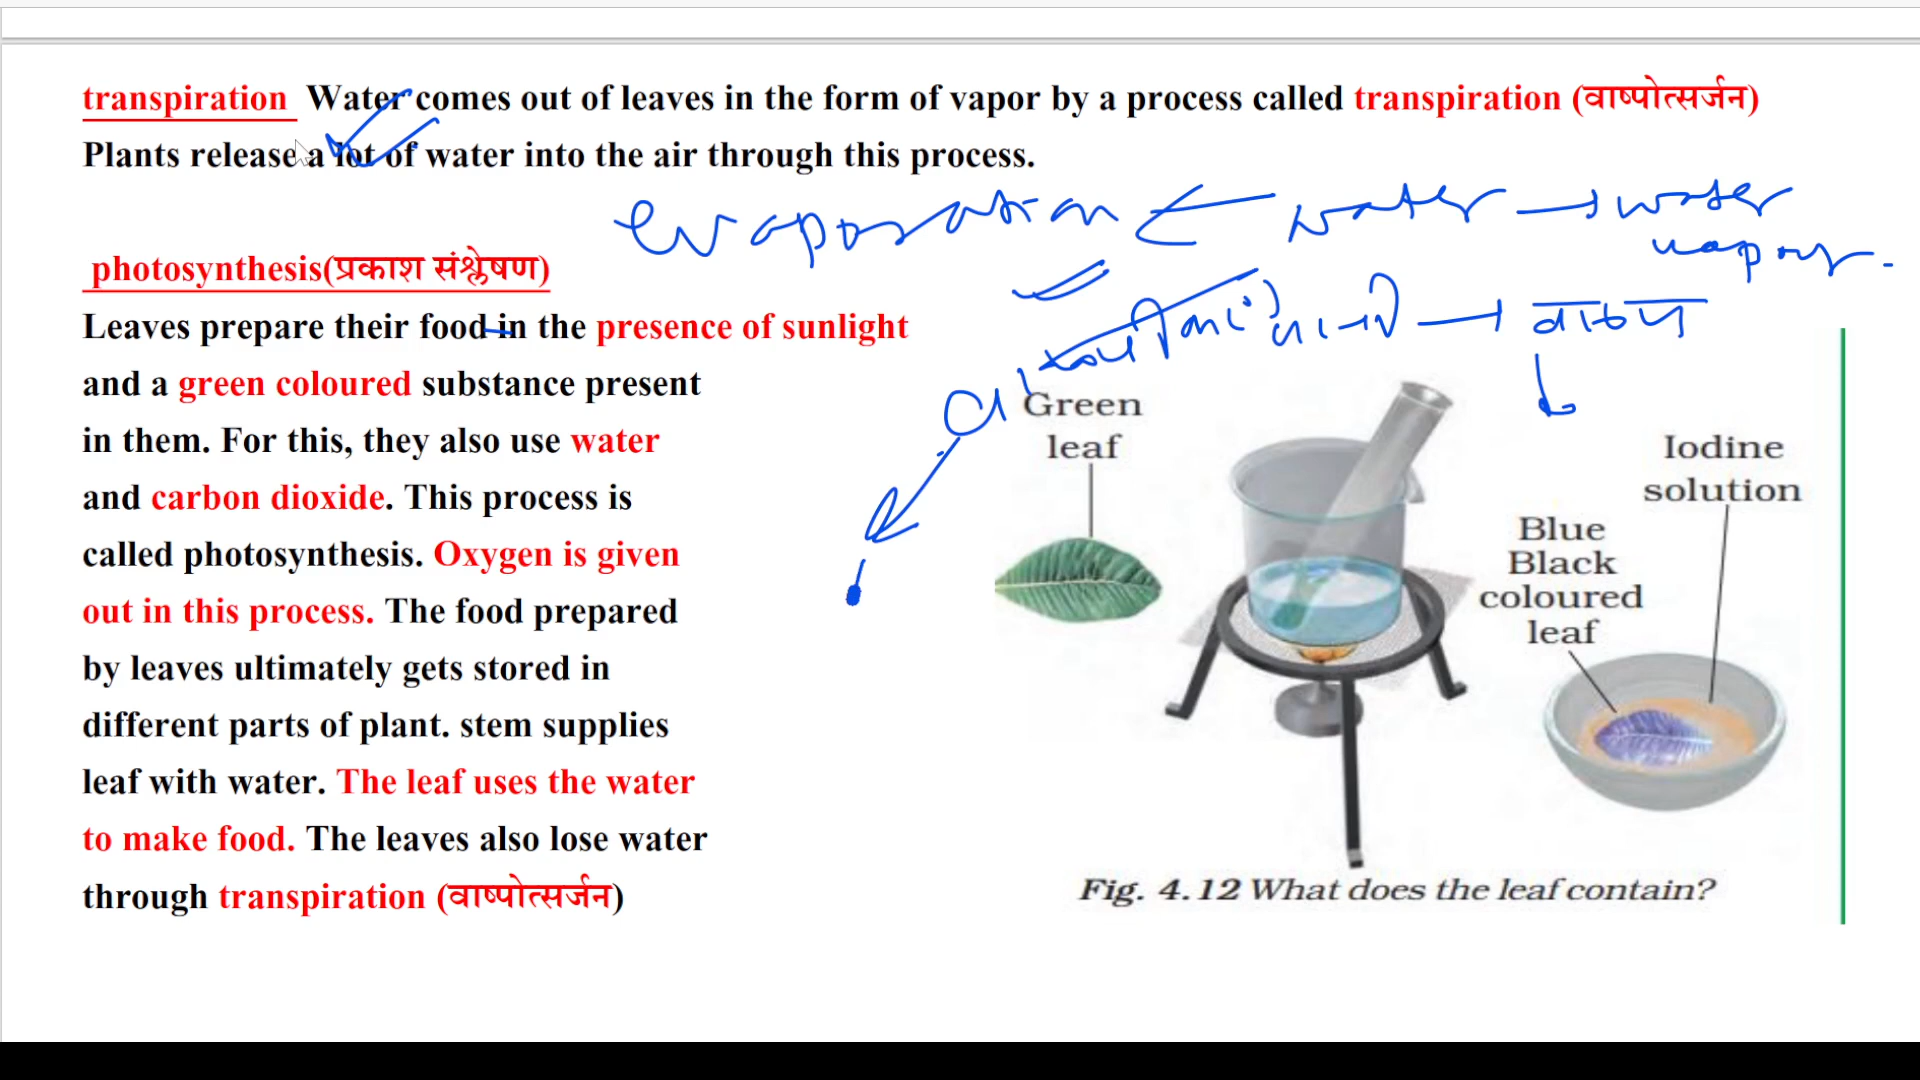 transpiration Water comes out of leaves in the form of vapor by a process called transpiration (वाष्पोत्सर्जन)
Plants release a lot of water into the air through this process.
evaporation ← water → water
vapour.
photosynthesis(प्रकाश संश्लेषण)
पानी → वाष्प
Leaves prepare their food in the presence of sunlight
and a green coloured substance present
in them. For this, they also use water
and carbon dioxide. This process is
called photosynthesis. Oxygen is given
out in this process. The food prepared
by leaves ultimately gets stored in
different parts of plant. stem supplies
leaf with water. The leaf uses the water
to make food. The leaves also lose water
through transpiration (वाष्पोत्सर्जन)
Green
leaf
Iodine
solution
Blue
Black
coloured
leaf
Fig. 4.12 What does the leaf contain?